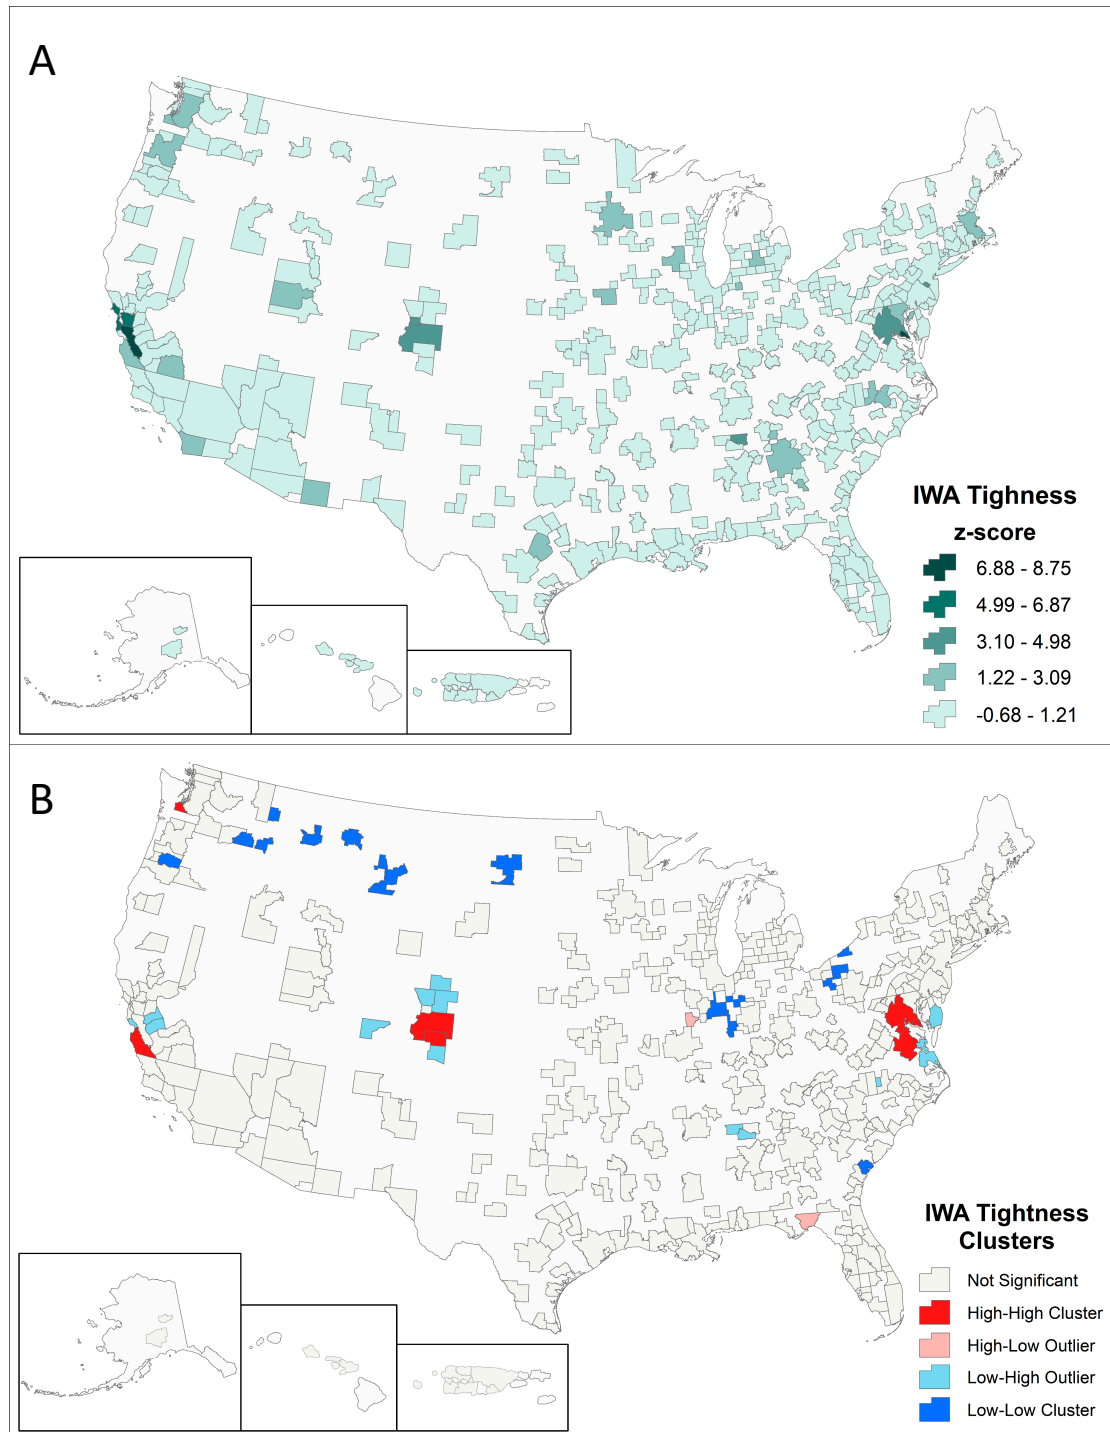 A
IWA Tighness
z-score
6.88 - 8.75
4.99 - 6.87
3.10 - 4.98
1.22 - 3.09
-0.68 - 1.21
B
IWA Tightness
Clusters
Not Significant
High-High Cluster
High-Low Outlier
Low-High Outlier
Low-Low Cluster